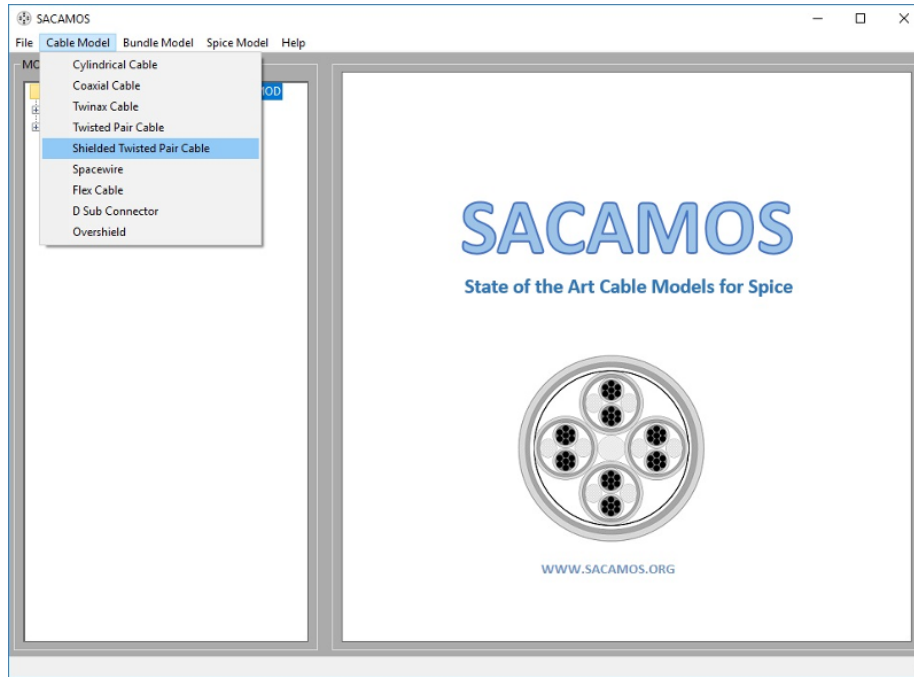 SACAMOS
File Cable Model Bundle Model Spice Model Help
MO
Cylindrical Cable
Coaxial Cable
Twinax Cable
Twisted Pair Cable
Shielded Twisted Pair Cable
Spacewire
Flex Cable
D Sub Connector
Overshield
MOD
SACAMOS
State of the Art Cable Models for Spice
WWW.SACAMOS.ORG